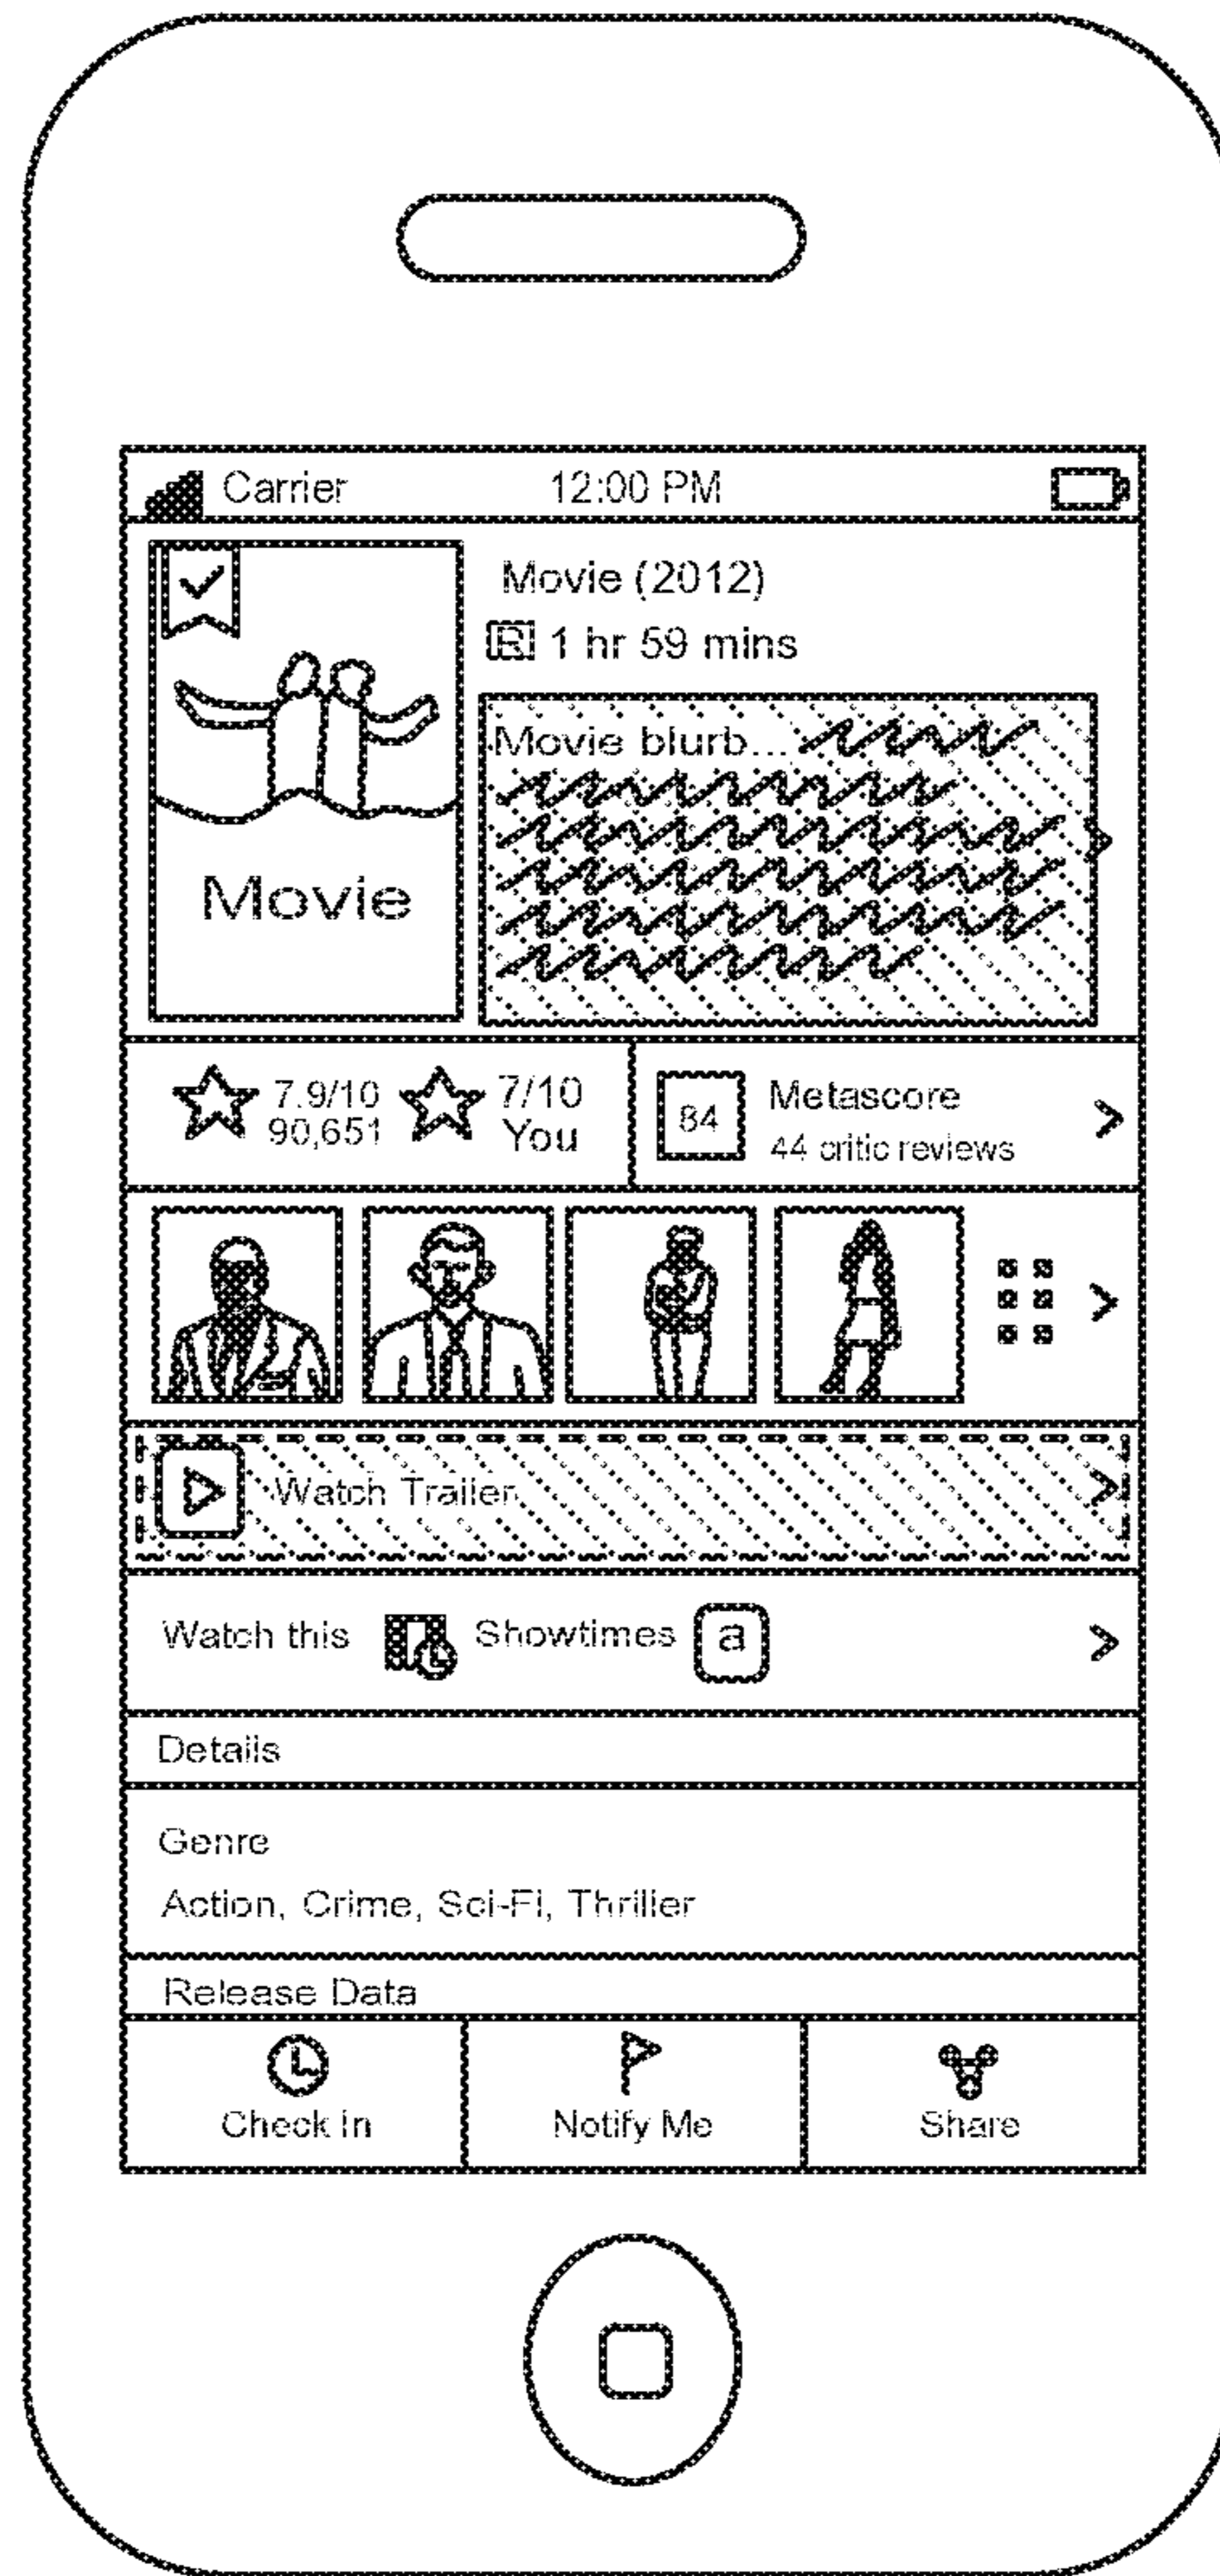 Carrier 12:00 PM
Movie (2012)
R 1 hr 59 mins
Movie blurb...
Movie
7.9/10 7/10
90,651 You
84 Metascore
44 critic reviews
Watch Trailer
Watch this Showtimes a
Details
Genre
Action, Crime, Sci-Fi, Thriller
Release Data
Check In Notify Me Share